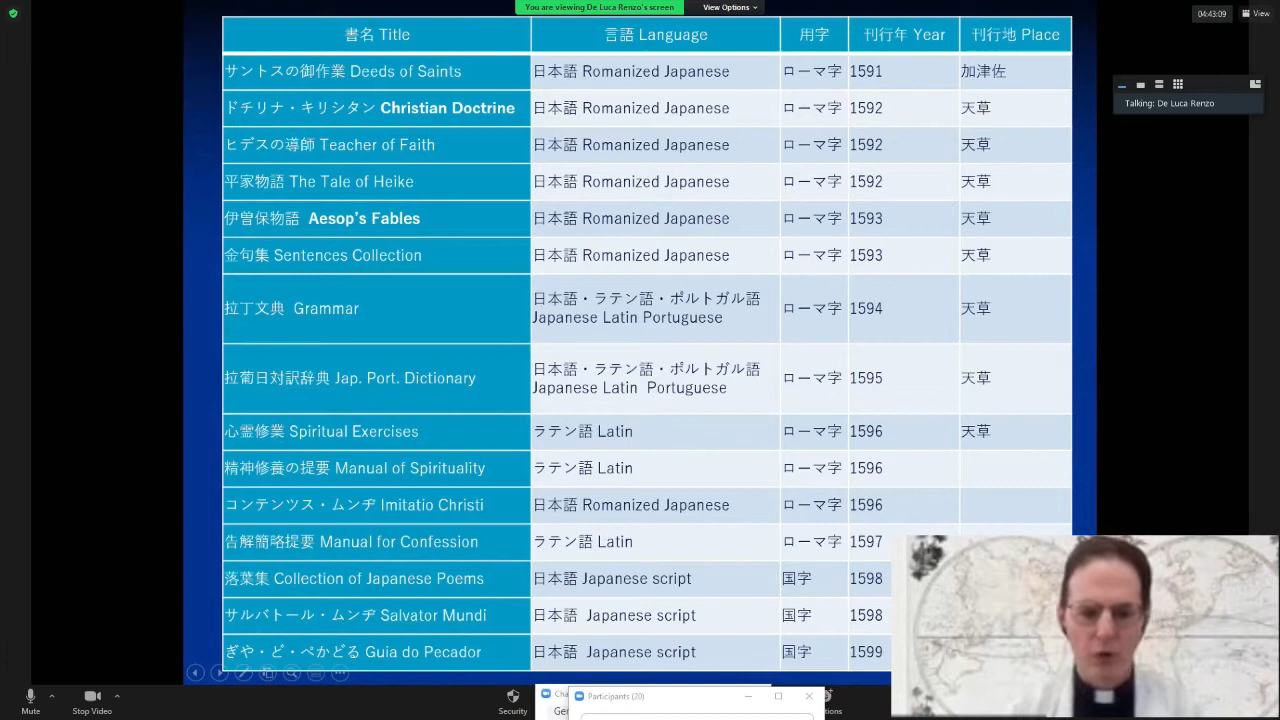 You are viewing De Luca Renzo's screen
View Options
04:43:09
View
Talking: De Luca Renzo
書名 Title 言語 Language 用字 刊行年 Year 刊行地 Place
サントスの御作業 Deeds of Saints 日本語 Romanized Japanese ローマ字 1591 加津佐
ドチリナ・キリシタン Christian Doctrine 日本語 Romanized Japanese ローマ字 1592 天草
ヒデスの導師 Teacher of Faith 日本語 Romanized Japanese ローマ字 1592 天草
平家物語 The Tale of Heike 日本語 Romanized Japanese ローマ字 1592 天草
伊曽保物語 Aesop's Fables 日本語 Romanized Japanese ローマ字 1593 天草
金句集 Sentences Collection 日本語 Romanized Japanese ローマ字 1593 天草
拉丁文典 Grammar 日本語・ラテン語・ポルトガル語 ローマ字 1594 天草
Japanese Latin Portuguese
拉葡日対訳辞典 Jap. Port. Dictionary 日本語・ラテン語・ポルトガル語 ローマ字 1595 天草
Japanese Latin Portuguese
心霊修業 Spiritual Exercises ラテン語 Latin ローマ字 1596 天草
精神修養の提要 Manual of Spirituality ラテン語 Latin ローマ字 1596
コンテンツス・ムンヂ Imitatio Christi 日本語 Romanized Japanese ローマ字 1596
告解簡略提要 Manual for Confession ラテン語 Latin ローマ字 1597
落葉集 Collection of Japanese Poems 日本語 Japanese script 国字 1598
サルバトール・ムンヂ Salvator Mundi 日本語 Japanese script 国字 1598
ぎや・ど・ぺかどる Guia do Pecador 日本語 Japanese script 国字 1599
Mute
Stop Video
Security
Participants (20)